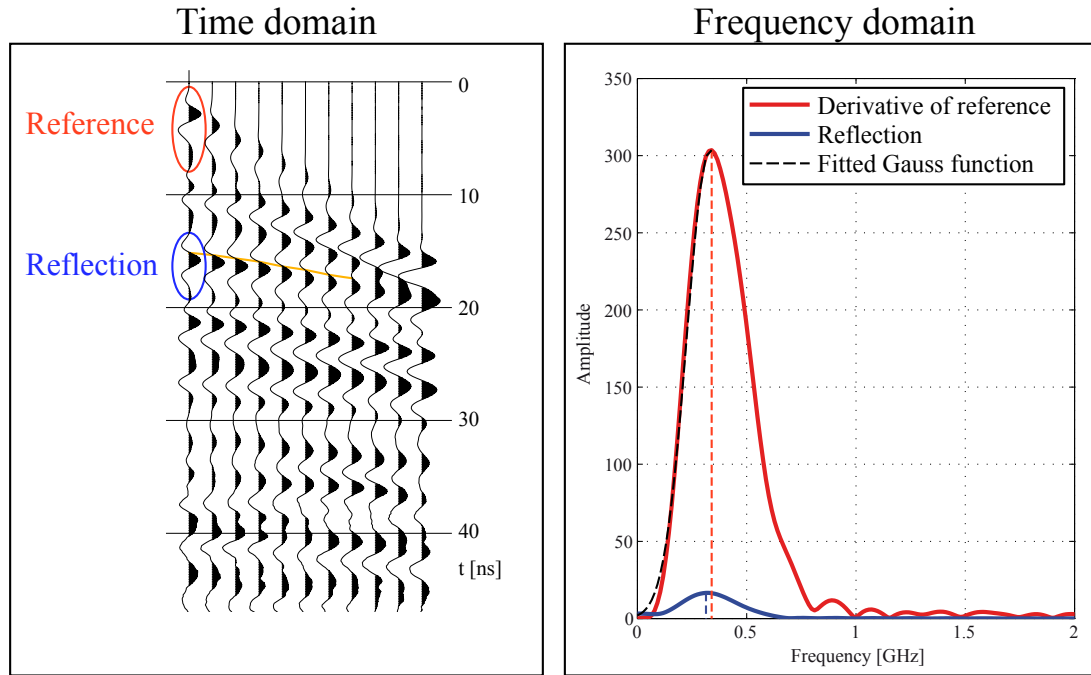 Time domain
Frequency domain
Reference
Reflection
0
10
20
30
40
t [ns]
350
300
250
200
150
100
50
0
Amplitude
Derivative of reference
Reflection
Fitted Gauss function
0
0.5
1
1.5
2
Frequency [GHz]